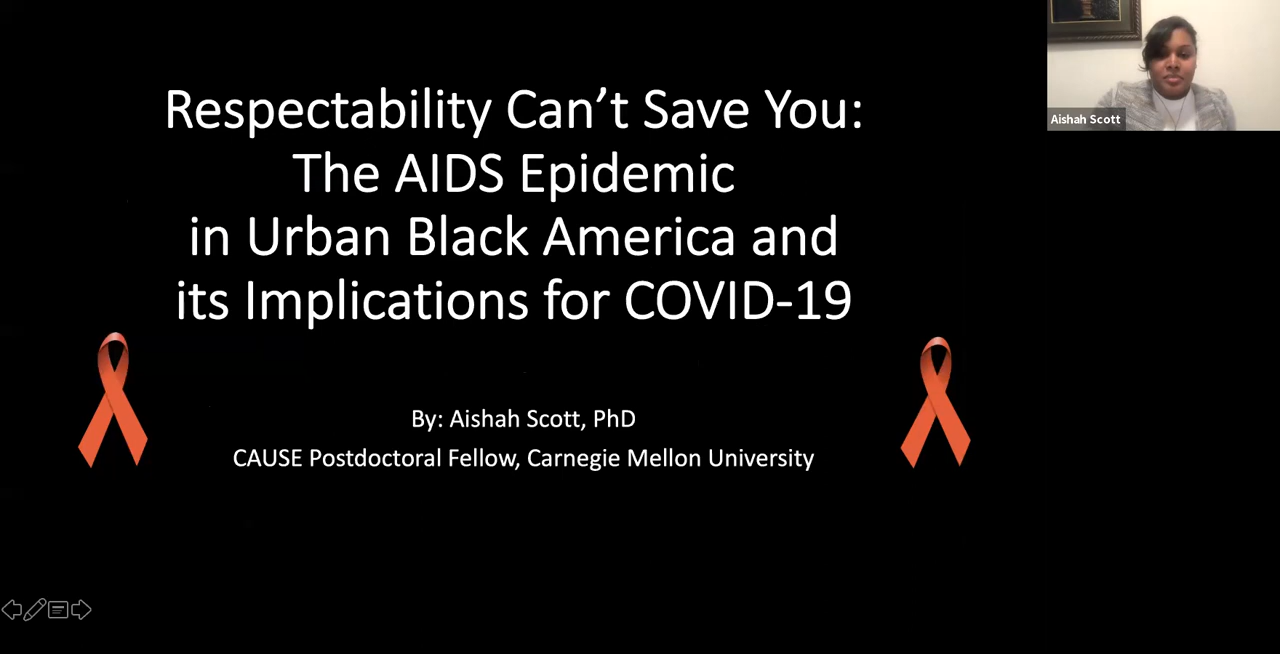 Respectability Can’t Save You:
The AIDS Epidemic
in Urban Black America and
its Implications for COVID-19
By: Aishah Scott, PhD
CAUSE Postdoctoral Fellow, Carnegie Mellon University
Aishah Scott